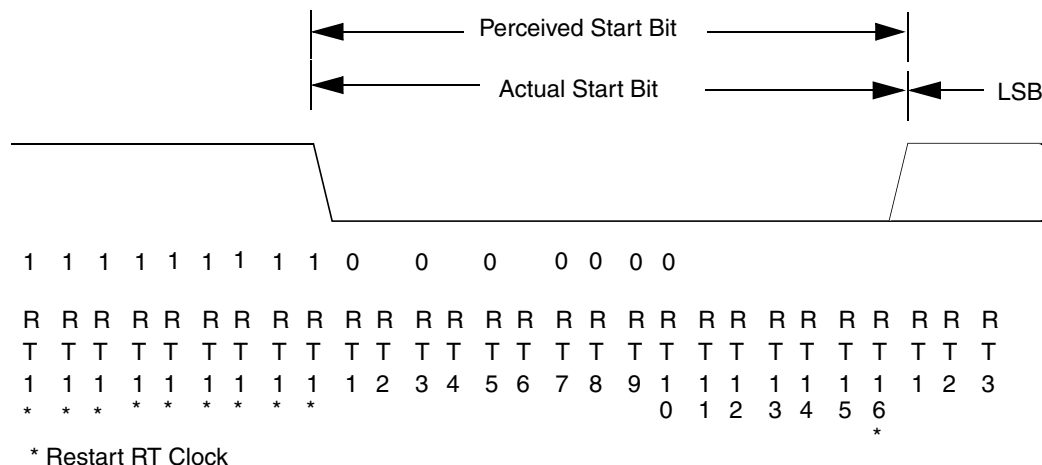 Perceived Start Bit
Actual Start Bit LSB
1 1 1 1 1 1 1 1 1 0 0 0 0 0 0 0
R R R R R R R R R R R R R R R R R R R R R R R R R R R R
T T T T T T T T T T T T T T T T T T T T T T T T T T T T
1 1 1 1 1 1 1 1 1 1 2 3 4 5 6 7 8 9 1 1 1 1 1 1 1 1 2 3
* * * * * * * * * 0 1 2 3 4 5 6
*
* Restart RT Clock